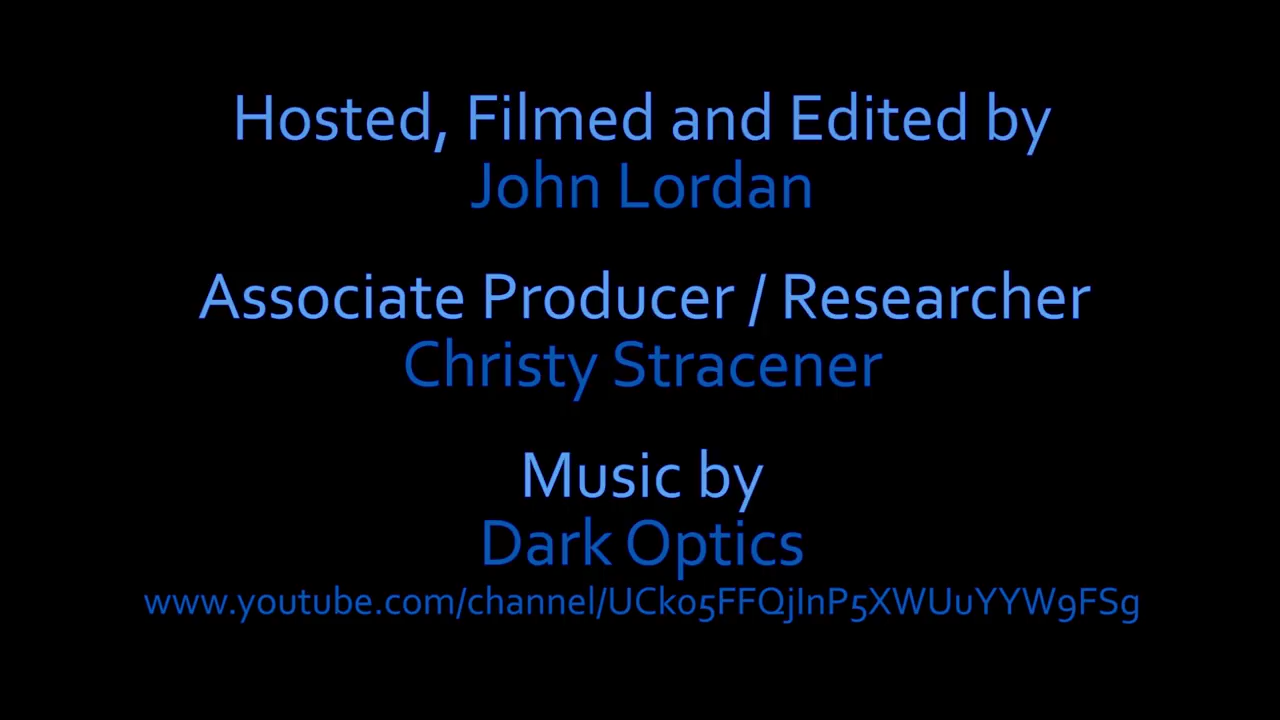 Hosted, Filmed and Edited by
John Lordan
Associate Producer / Researcher
Christy Stracener
Music by
Dark Optics
www.youtube.com/channel/UCko5FFQjInP5XWUuYYW9FSg